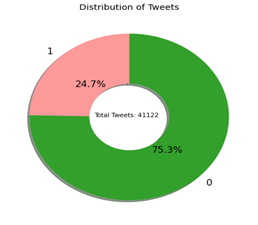 Distribution of Tweets
1
24.7%
Total Tweets: 41122
75.3%
0